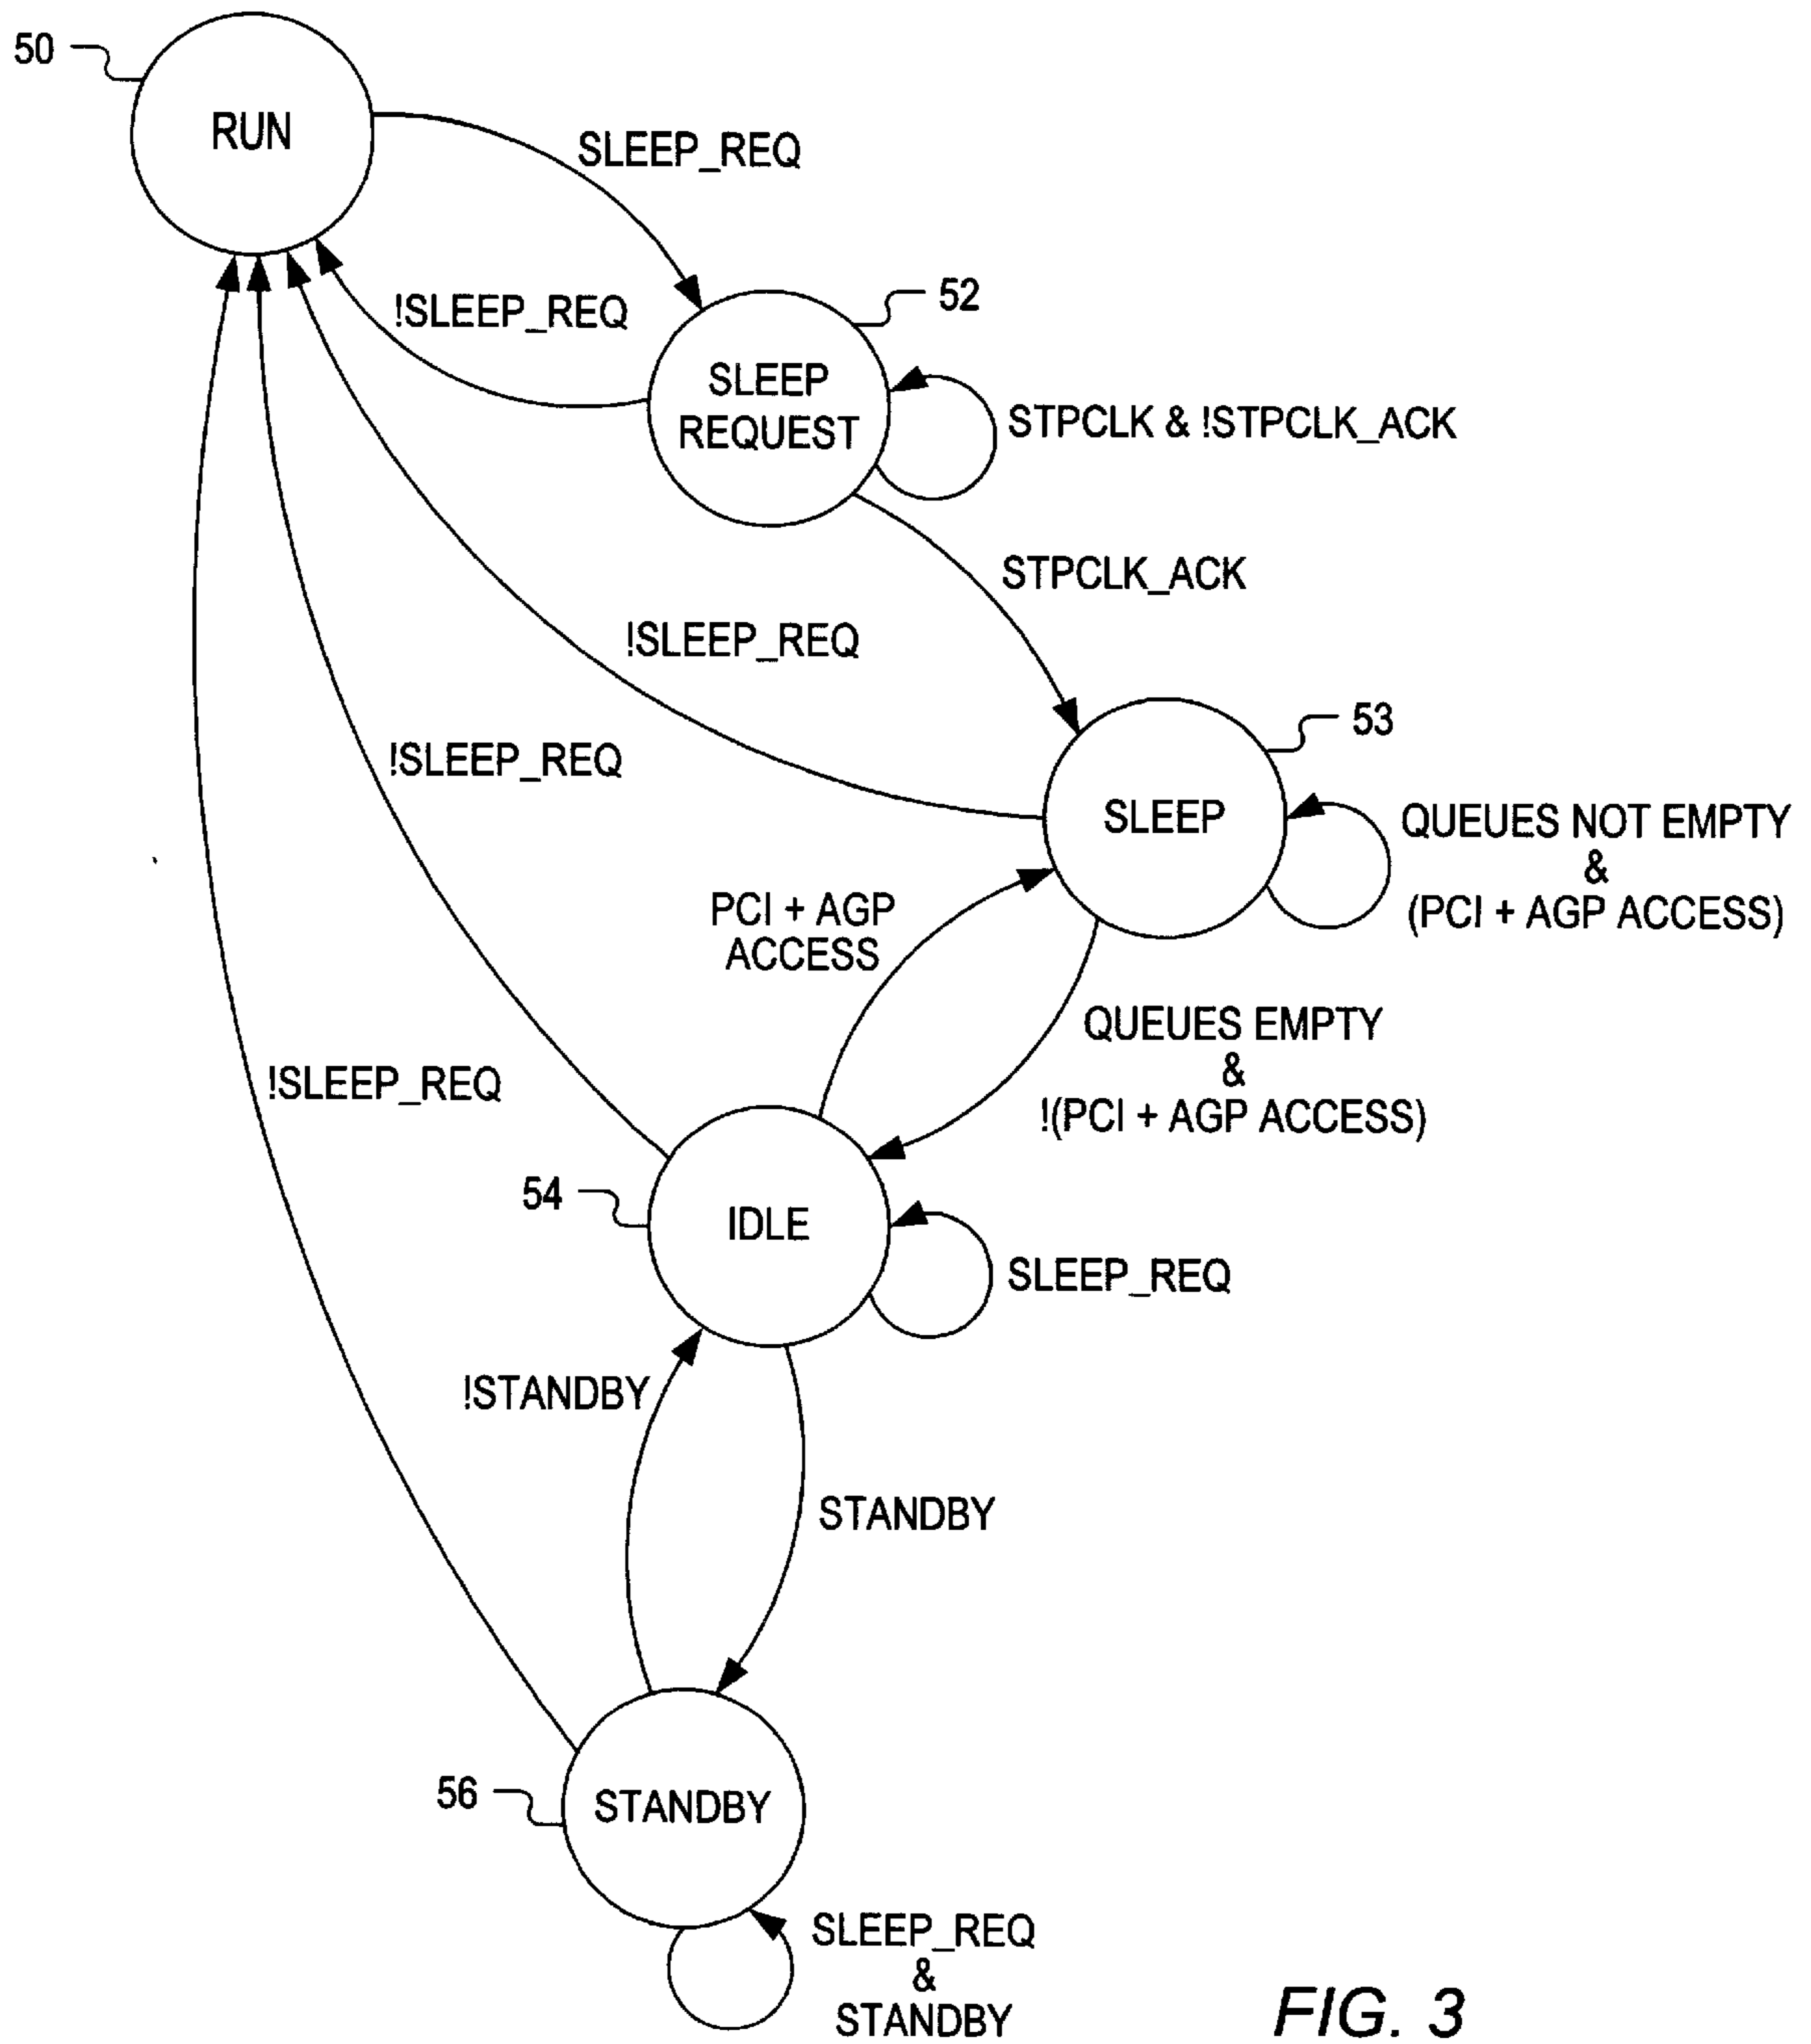 50
RUN
SLEEP_REQ
!SLEEP_REQ
52
SLEEP
REQUEST
STPCLK & !STPCLK_ACK
STPCLK_ACK
!SLEEP_REQ
53
!SLEEP_REQ
SLEEP
QUEUES NOT EMPTY
&
(PCI + AGP ACCESS)
PCI + AGP
ACCESS
QUEUES EMPTY
&
!(PCI + AGP ACCESS)
!SLEEP_REQ
54
IDLE
SLEEP_REQ
!STANDBY
STANDBY
56
STANDBY
SLEEP_REQ
&
STANDBY
FIG. 3